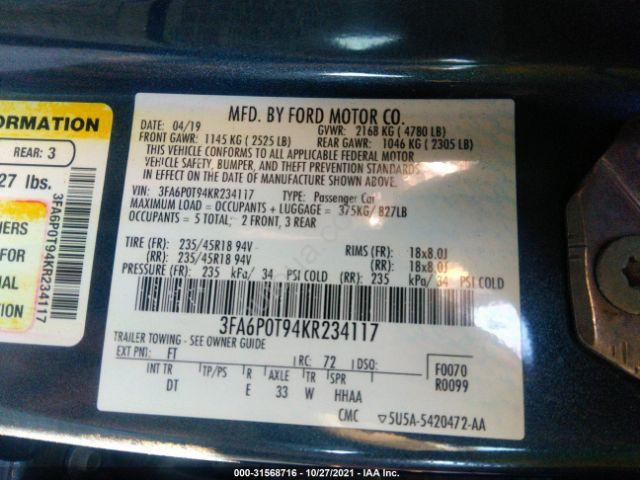 MFD. BY FORD MOTOR CO.
DATE: 04/19 GVWR: 2168 KG (4780 LB)
FRONT GAWR: 1145 KG (2525 LB) REAR GAWR: 1046 KG (2305 LB)
THIS VEHICLE CONFORMS TO ALL APPLICABLE FEDERAL MOTOR
VEHICLE SAFETY, BUMPER, AND THEFT PREVENTION STANDARDS
IN EFFECT ON THE DATE OF MANUFACTURE SHOWN ABOVE.
VIN: 3FA6P0T94KR234117 TYPE: Passenger Car
MAXIMUM LOAD = OCCUPANTS + LUGGAGE = 375KG/ 827LB
OCCUPANTS = 5 TOTAL; 2 FRONT, 3 REAR
TIRE (FR): 235/45R18 94V RIMS (FR): 18x8.0J
(RR): 235/45R18 94V (RR): 18x8.0J
PRESSURE (FR): 235 kPa/ 34 PSI COLD (RR): 235 kPa/ 34 PSI COLD
3FA6P0T94KR234117
TRAILER TOWING - SEE OWNER GUIDE
EXT PNT: FT RC: 72 DSO: F0070
INT TR TP/PS R AXLE TR SPR R0099
DT E 33 W HHAA
CMC 5U5A-5420472-AA
ORMATION
REAR: 3
27 lbs.
IERS
FOR
NAL
N
3FA6P0T94KR234117
© COPART 000-31568716 - 10/27/2021 - IAA Inc.